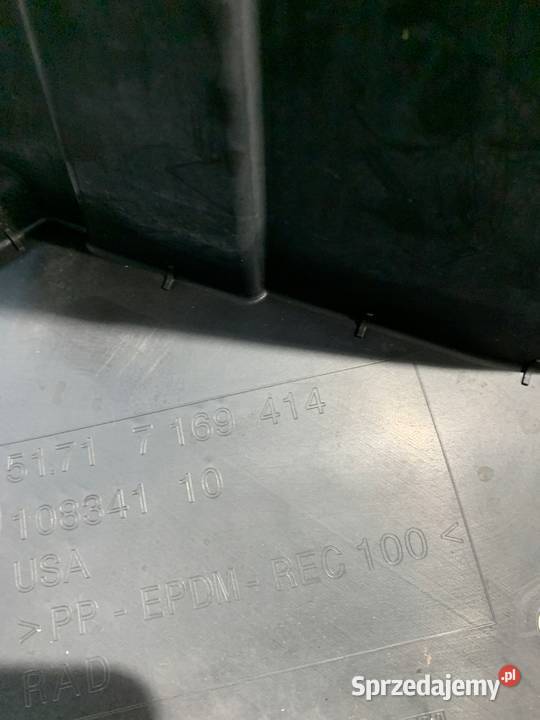 51.71 7 169 414
108341 10
USA
>PP - EPDM - REC 100 <
RAD
Sprzedajemy.pl